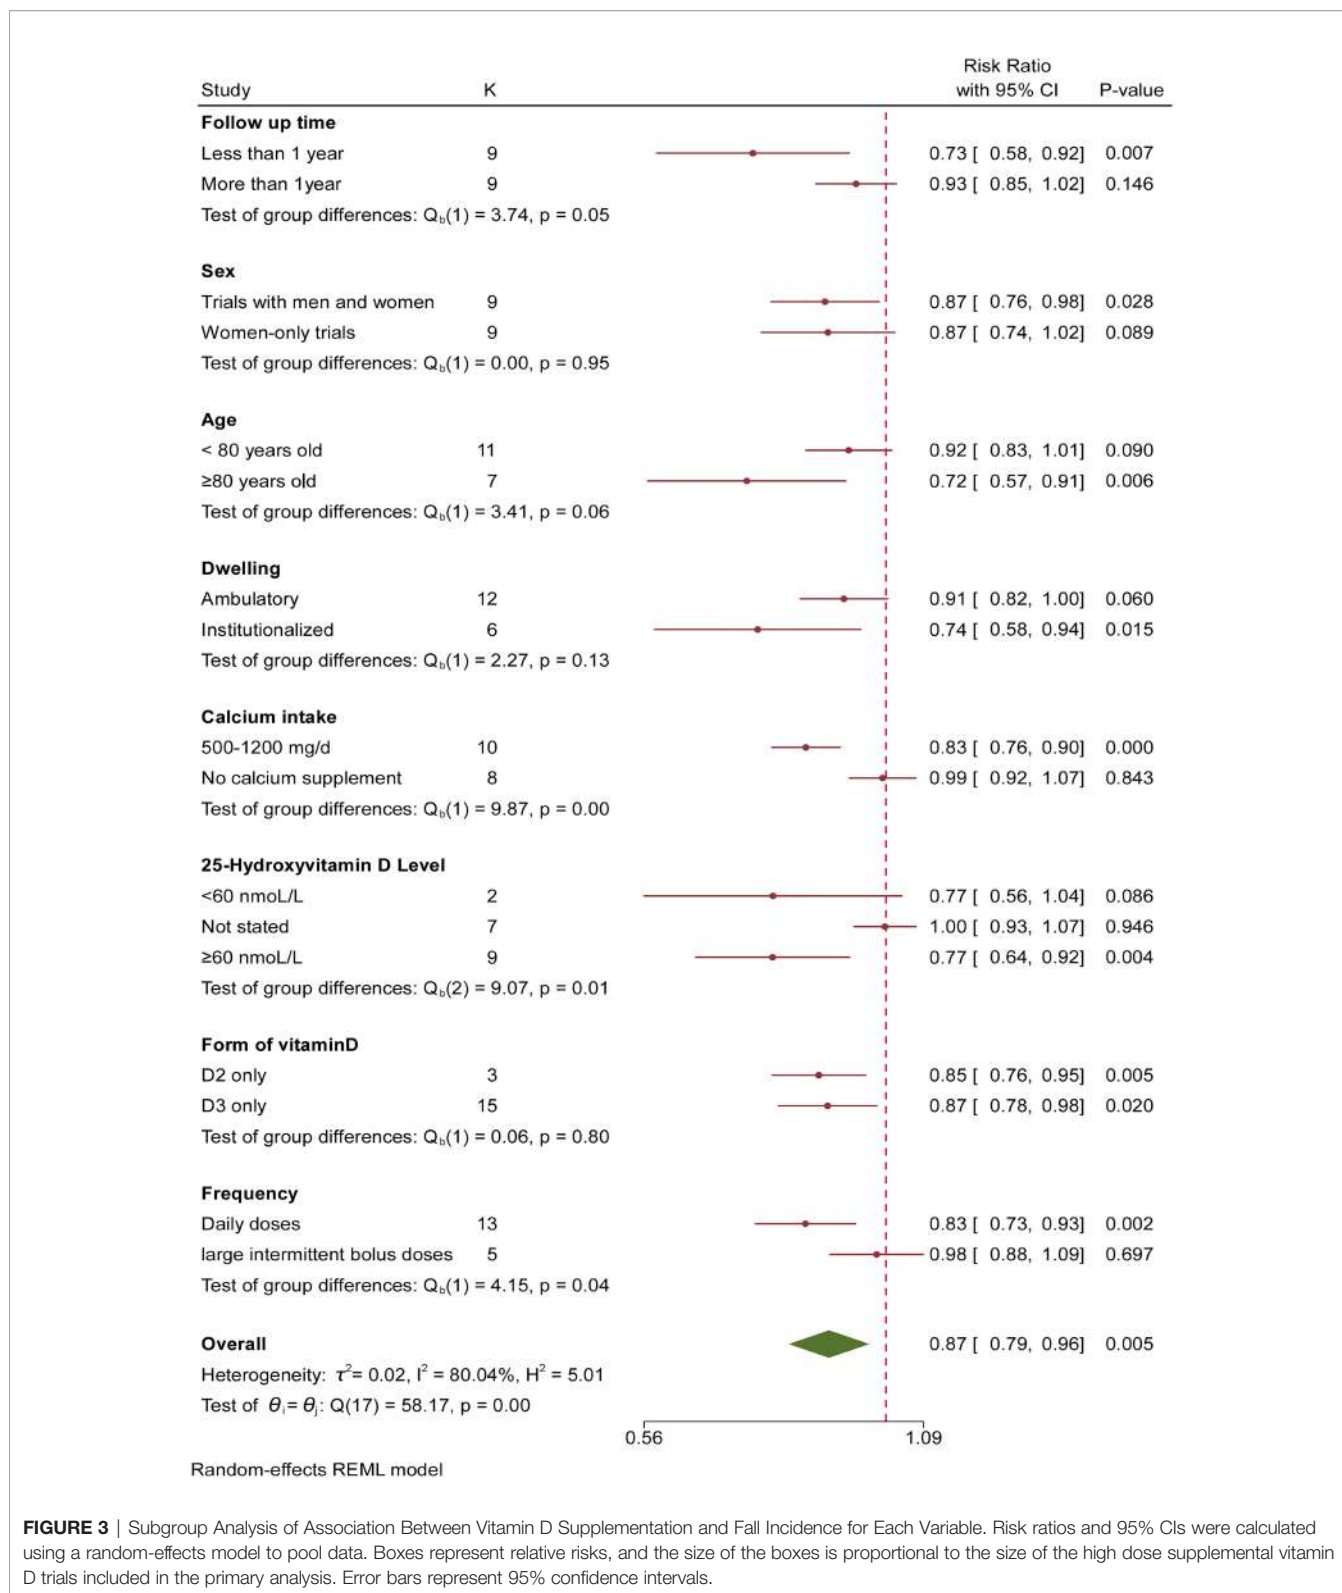 Risk Ratio
Study K with 95% CI P-value
Follow up time
Less than 1 year 9 0.73 [ 0.58, 0.92] 0.007
More than 1year 9 0.93 [ 0.85, 1.02] 0.146
Test of group differences: Qb(1) = 3.74, p = 0.05
Sex
Trials with men and women 9 0.87 [ 0.76, 0.98] 0.028
Women-only trials 9 0.87 [ 0.74, 1.02] 0.089
Test of group differences: Qb(1) = 0.00, p = 0.95
Age
< 80 years old 11 0.92 [ 0.83, 1.01] 0.090
≥80 years old 7 0.72 [ 0.57, 0.91] 0.006
Test of group differences: Qb(1) = 3.41, p = 0.06
Dwelling
Ambulatory 12 0.91 [ 0.82, 1.00] 0.060
Institutionalized 6 0.74 [ 0.58, 0.94] 0.015
Test of group differences: Qb(1) = 2.27, p = 0.13
Calcium intake
500-1200 mg/d 10 0.83 [ 0.76, 0.90] 0.000
No calcium supplement 8 0.99 [ 0.92, 1.07] 0.843
Test of group differences: Qb(1) = 9.87, p = 0.00
25-Hydroxyvitamin D Level
<60 nmoL/L 2 0.77 [ 0.56, 1.04] 0.086
Not stated 7 1.00 [ 0.93, 1.07] 0.946
≥60 nmoL/L 9 0.77 [ 0.64, 0.92] 0.004
Test of group differences: Qb(2) = 9.07, p = 0.01
Form of vitaminD
D2 only 3 0.85 [ 0.76, 0.95] 0.005
D3 only 15 0.87 [ 0.78, 0.98] 0.020
Test of group differences: Qb(1) = 0.06, p = 0.80
Frequency
Daily doses 13 0.83 [ 0.73, 0.93] 0.002
large intermittent bolus doses 5 0.98 [ 0.88, 1.09] 0.697
Test of group differences: Qb(1) = 4.15, p = 0.04
Overall 0.87 [ 0.79, 0.96] 0.005
Heterogeneity: τ²= 0.02, I² = 80.04%, H² = 5.01
Test of θi= θj: Q(17) = 58.17, p = 0.00
0.56 1.09
Random-effects REML model
FIGURE 3 | Subgroup Analysis of Association Between Vitamin D Supplementation and Fall Incidence for Each Variable. Risk ratios and 95% CIs were calculated
using a random-effects model to pool data. Boxes represent relative risks, and the size of the boxes is proportional to the size of the high dose supplemental vitamin
D trials included in the primary analysis. Error bars represent 95% confidence intervals.